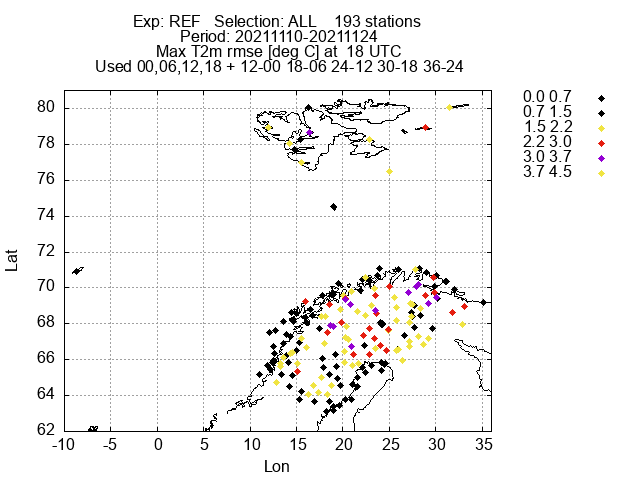 Exp: REF Selection: ALL 193 stations
Period: 20211110-20211124
Max T2m rmse [deg C] at 18 UTC
Used 00,06,12,18 + 12-00 18-06 24-12 30-18 36-24
0.0 0.7
0.7 1.5
1.5 2.2
2.2 3.0
3.0 3.7
3.7 4.5
80
78
76
74
72
70
68
66
64
62
Lat
-10 -5 0 5 10 15 20 25 30 35
Lon